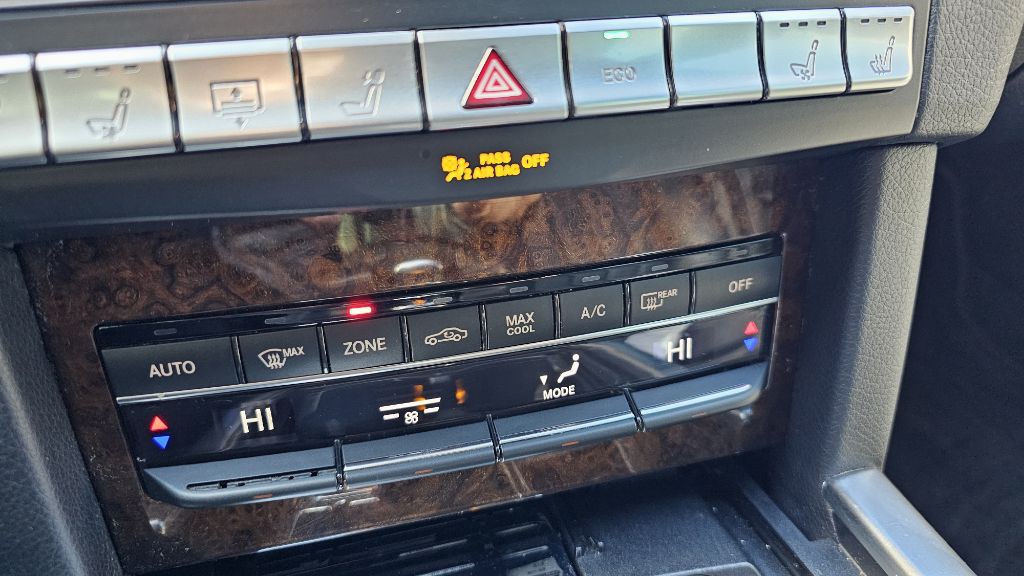 ECO
PASS
AIR BAG OFF
AUTO
MAX
ZONE
MAX
COOL
A/C
REAR
OFF
HI
MODE
HI